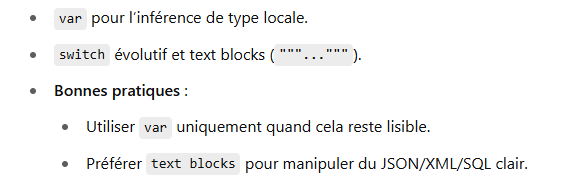 var pour l'inférence de type locale.
switch évolutif et text blocks ("""...""").
Bonnes pratiques :
Utiliser var uniquement quand cela reste lisible.
Préférer text blocks pour manipuler du JSON/XML/SQL clair.